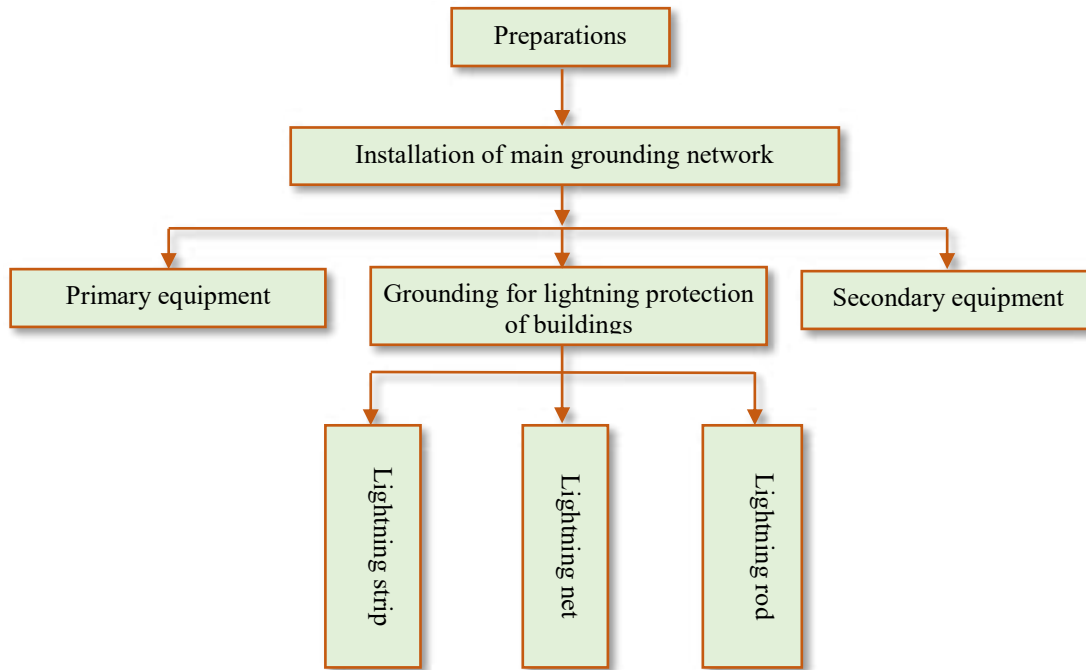 Preparations
Installation of main grounding network
Primary equipment
Grounding for lightning protection
of buildings
Secondary equipment
Lightning strip
Lightning net
Lightning rod